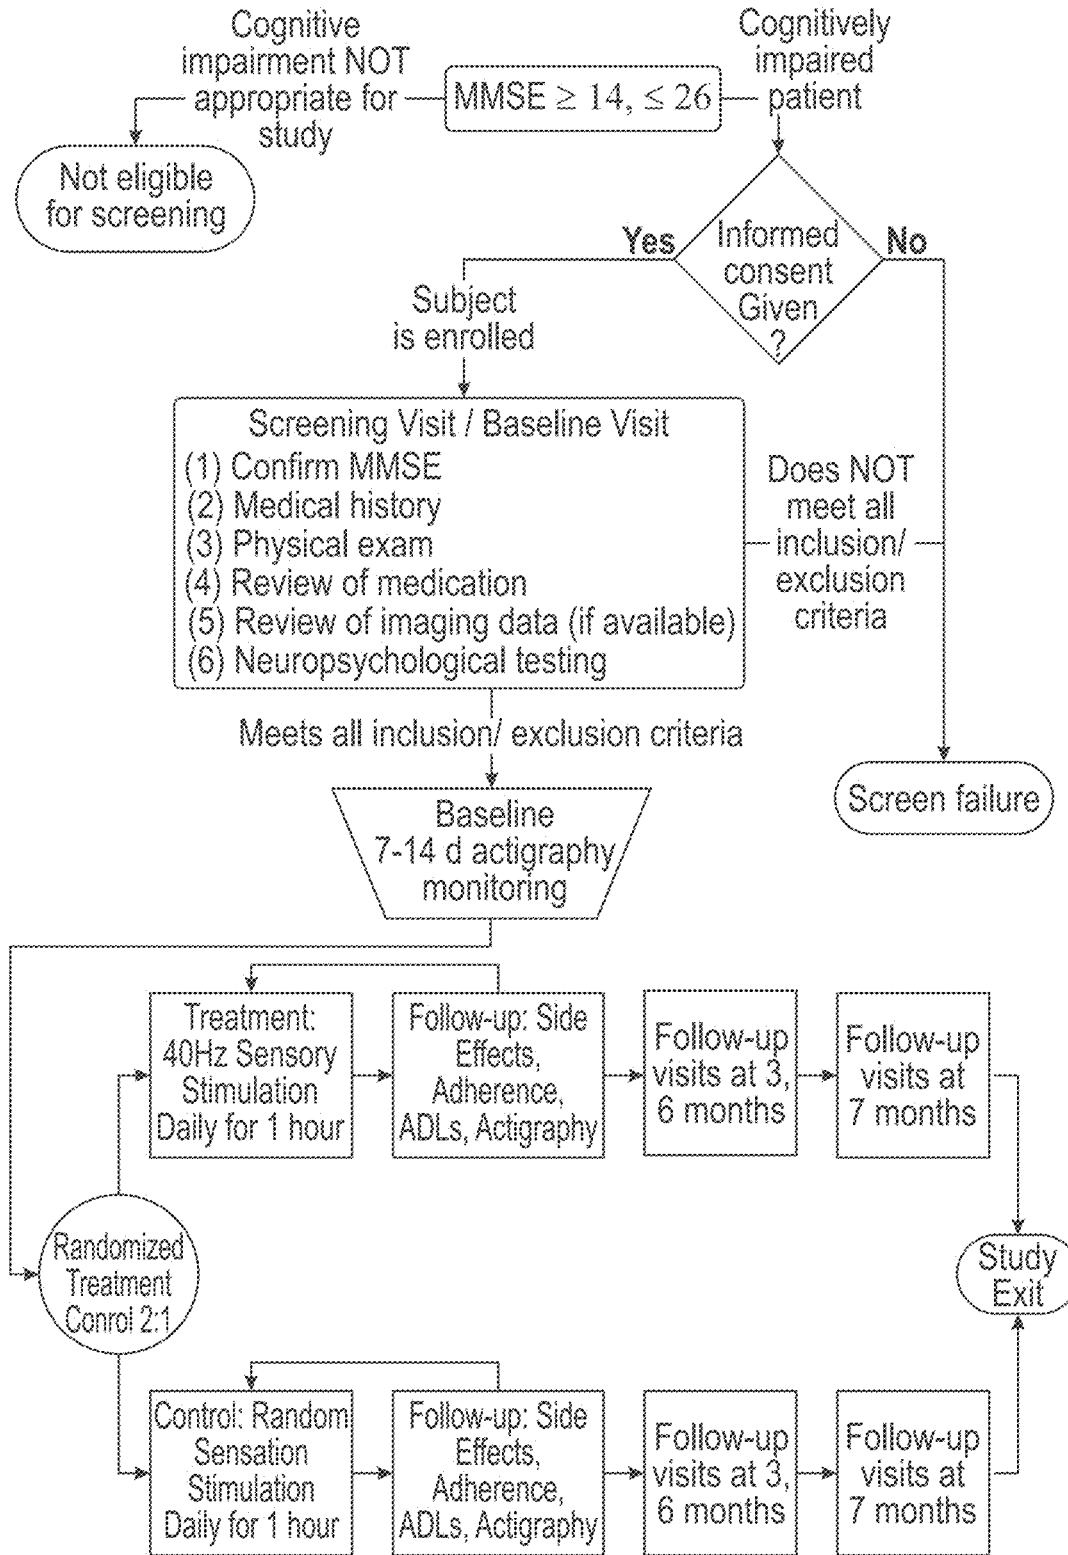 Cognitive
impairment NOT
appropriate for
study
MMSE ≥ 14, ≤ 26
Cognitively
impaired
patient
Not eligible
for screening
Yes
Informed
consent
Given
?
No
Subject
is enrolled
Screening Visit / Baseline Visit
(1) Confirm MMSE
(2) Medical history
(3) Physical exam
(4) Review of medication
(5) Review of imaging data (if available)
(6) Neuropsychological testing
Does NOT
meet all
inclusion/
exclusion
criteria
Meets all inclusion/ exclusion criteria
Screen failure
Baseline
7-14 d actigraphy
monitoring
Treatment:
40Hz Sensory
Stimulation
Daily for 1 hour
Follow-up: Side
Effects,
Adherence,
ADLs, Actigraphy
Follow-up
visits at 3,
6 months
Follow-up
visits at
7 months
Randomized
Treatment
Conrol 2:1
Study
Exit
Control: Random
Sensation
Stimulation
Daily for 1 hour
Follow-up: Side
Effects,
Adherence,
ADLs, Actigraphy
Follow-up
visits at 3,
6 months
Follow-up
visits at
7 months